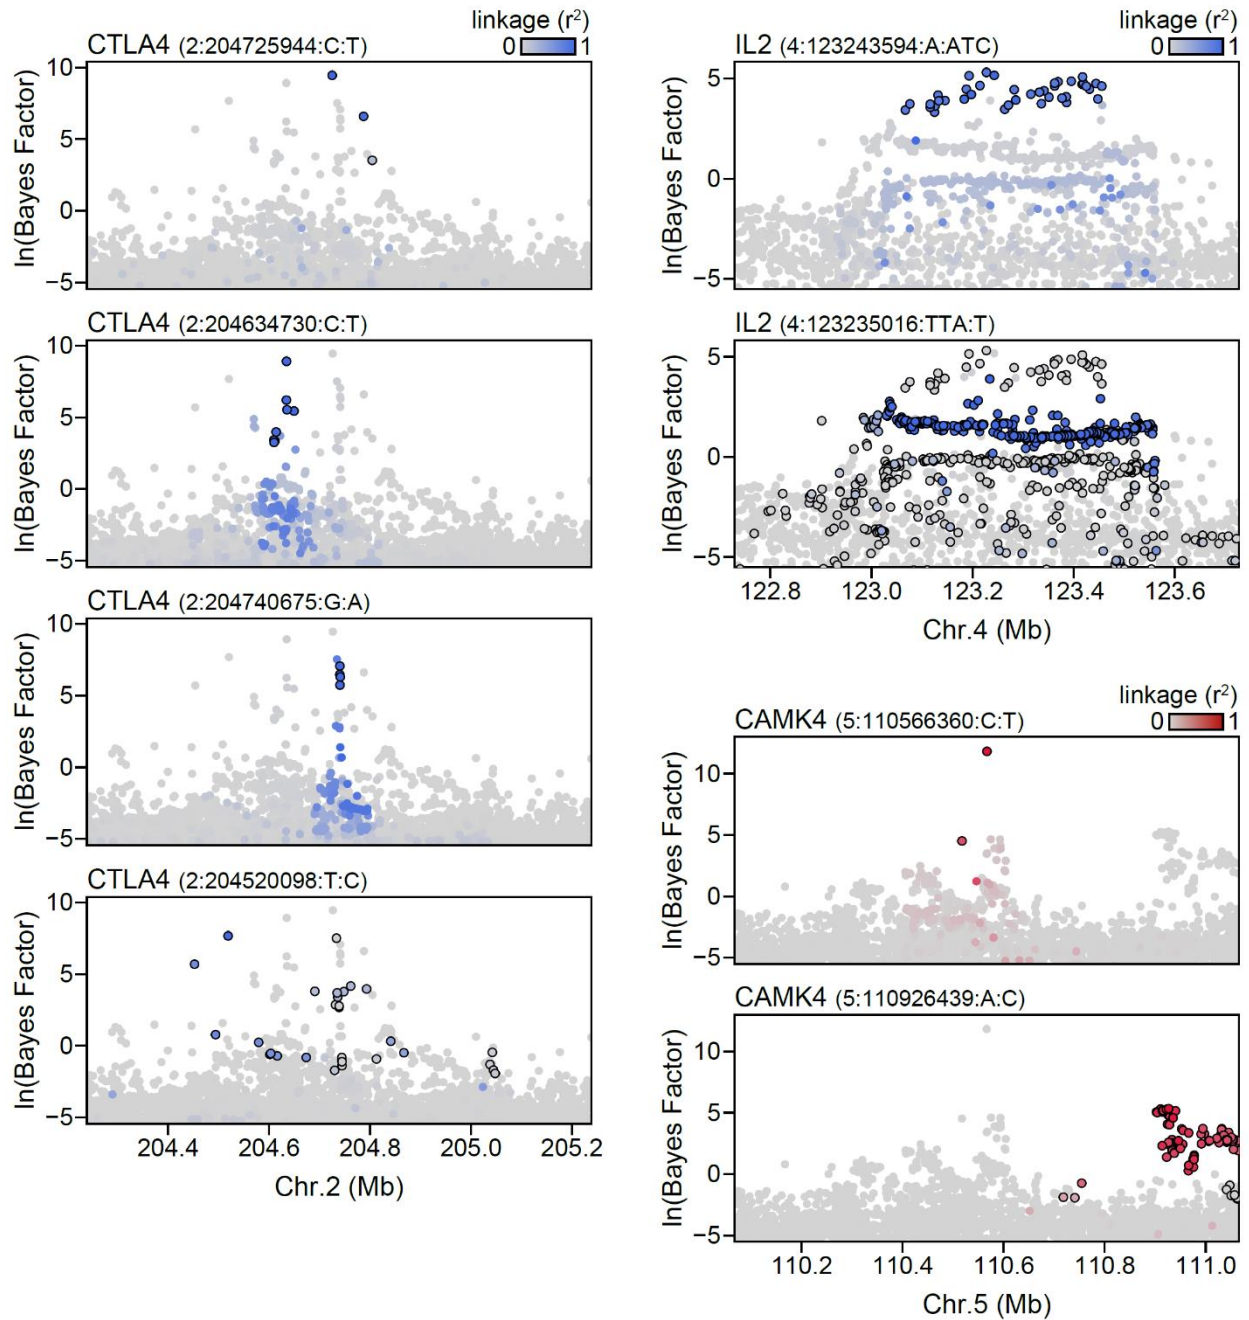 linkage (r²)
CTLA4 (2:204725944:C:T) 0 1
10
5
0
−5
ln(Bayes Factor)
CTLA4 (2:204634730:C:T)
10
5
0
−5
ln(Bayes Factor)
CTLA4 (2:204740675:G:A)
10
5
0
−5
ln(Bayes Factor)
CTLA4 (2:204520098:T:C)
10
5
0
−5
ln(Bayes Factor)
204.4 204.6 204.8 205.0 205.2
Chr.2 (Mb)
linkage (r²)
IL2 (4:123243594:A:ATC) 0 1
5
0
−5
ln(Bayes Factor)
IL2 (4:123235016:TTA:T)
5
0
−5
ln(Bayes Factor)
122.8 123.0 123.2 123.4 123.6
Chr.4 (Mb)
linkage (r²)
CAMK4 (5:110566360:C:T) 0 1
10
5
0
−5
ln(Bayes Factor)
CAMK4 (5:110926439:A:C)
10
5
0
−5
ln(Bayes Factor)
110.2 110.4 110.6 110.8 111.0
Chr.5 (Mb)